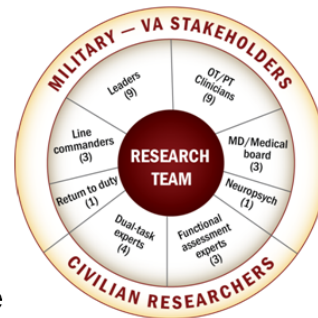 MILITARY — VA STAKEHOLDERS
Leaders
(9)
OT/PT
Clinicians
(9)
Line
commanders
(3)
MD/Medical
board
(3)
RESEARCH
TEAM
Return to duty
(1)
Neuropsych
(1)
Dual-task
experts
(4)
Functional
assessment
experts
(3)
CIVILIAN RESEARCHERS
e